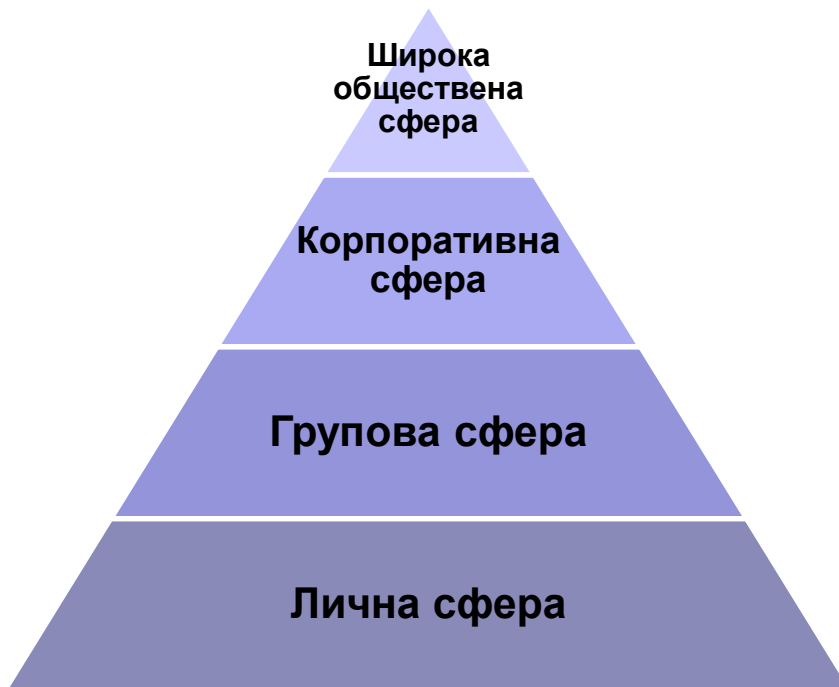 Широка
обществена
сфера
Корпоративна
сфера
Групова сфера
Лична сфера